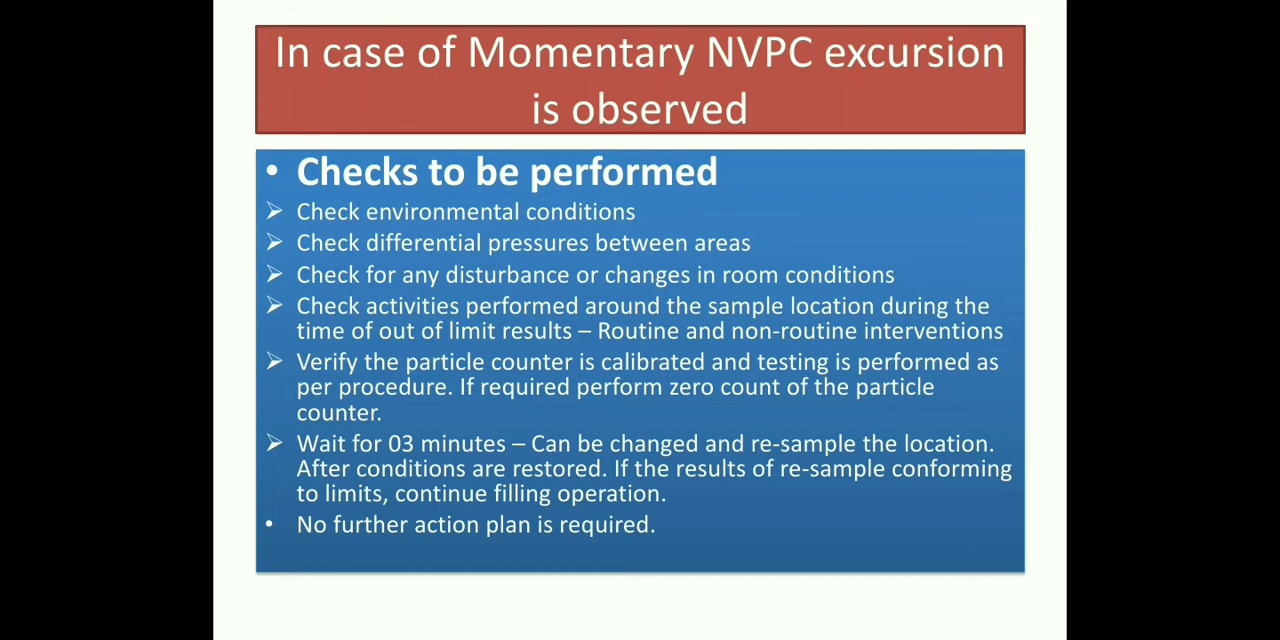 In case of Momentary NVPC excursion
is observed
• Checks to be performed
➢ Check environmental conditions
➢ Check differential pressures between areas
➢ Check for any disturbance or changes in room conditions
➢ Check activities performed around the sample location during the
time of out of limit results – Routine and non-routine interventions
➢ Verify the particle counter is calibrated and testing is performed as
per procedure. If required perform zero count of the particle
counter.
➢ Wait for 03 minutes – Can be changed and re-sample the location.
After conditions are restored. If the results of re-sample conforming
to limits, continue filling operation.
• No further action plan is required.